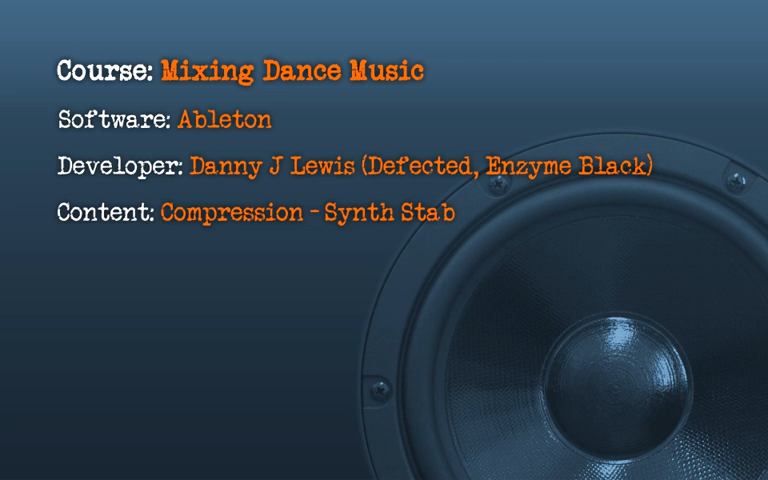 Course: Mixing Dance Music
Software: Ableton
Developer: Danny J Lewis (Defected, Enzyme Black)
Content: Compression - Synth Stab